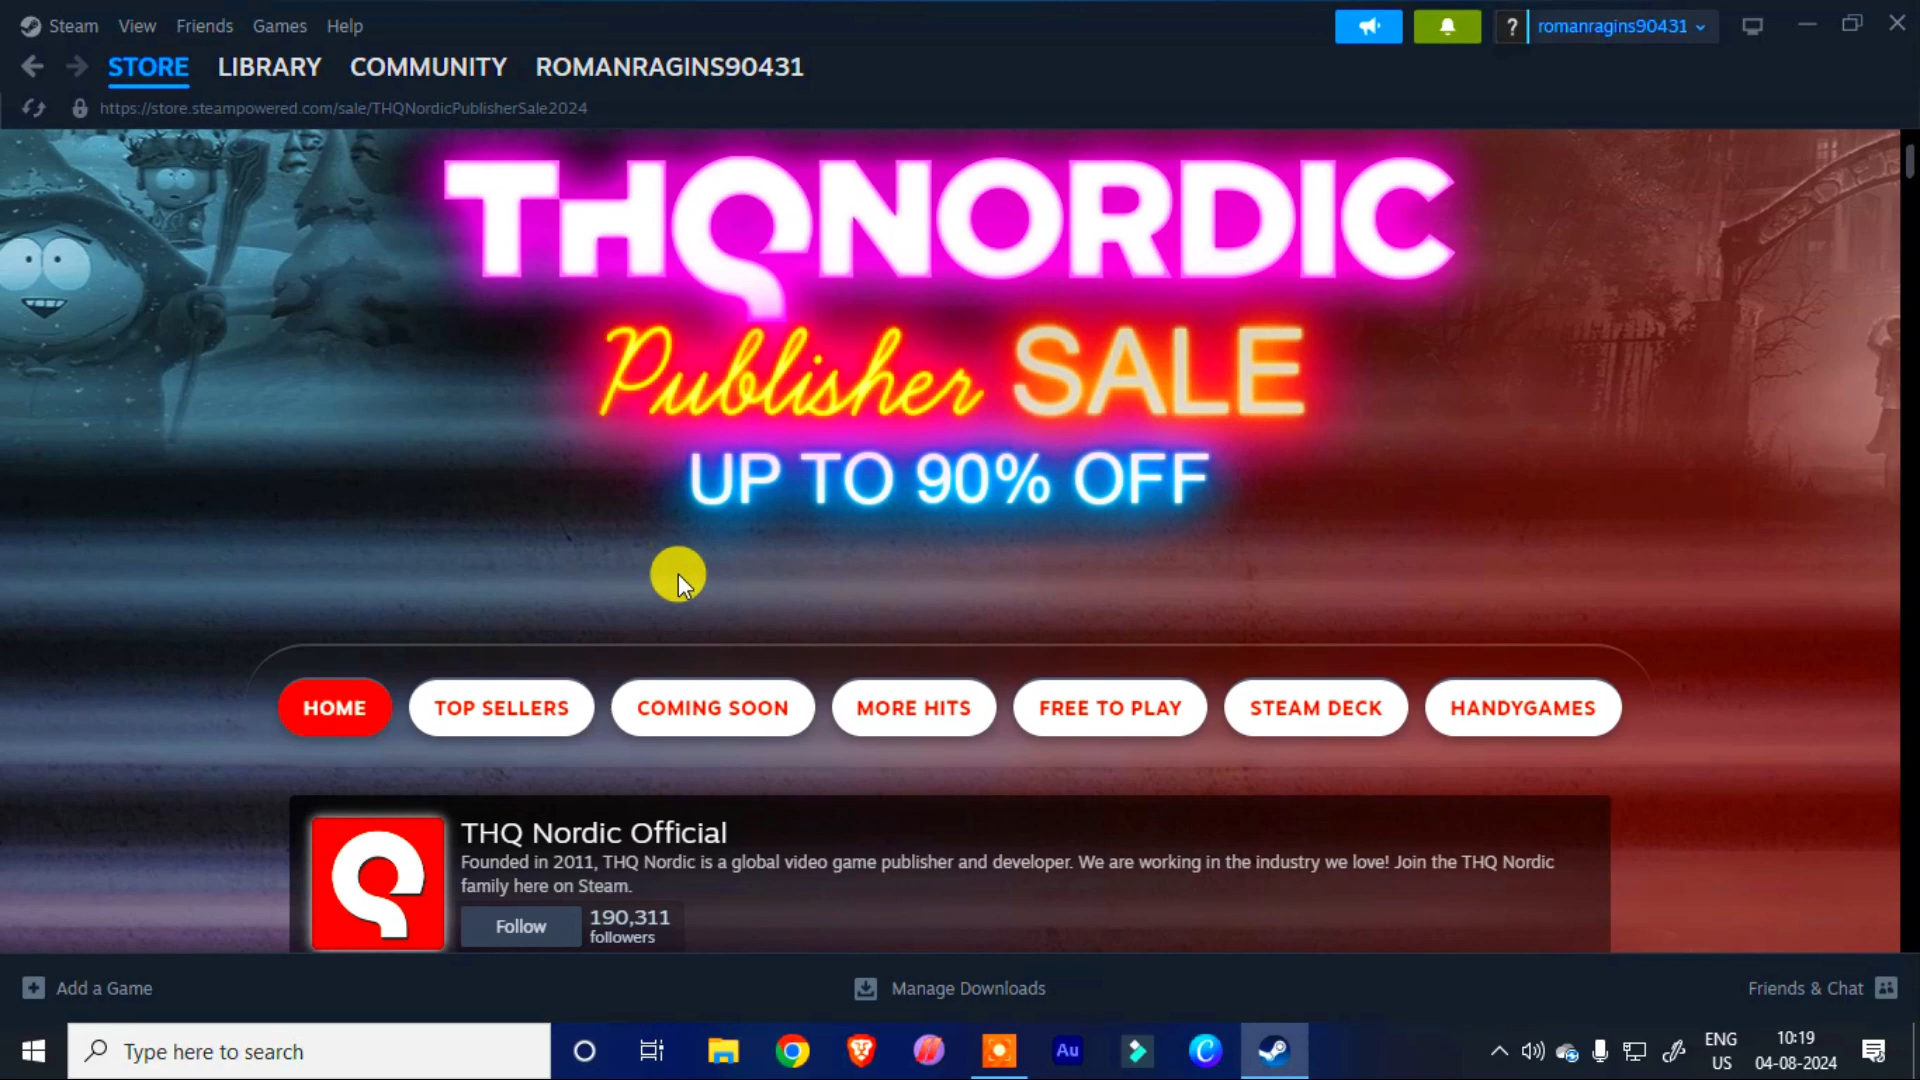 Steam View Friends Games Help
? romanragins90431
STORE LIBRARY COMMUNITY ROMANRAGINS90431
https://store.steampowered.com/sale/THQNordicPublisherSale2024
THQNORDIC
Publisher SALE
UP TO 90% OFF
HOME TOP SELLERS COMING SOON MORE HITS FREE TO PLAY STEAM DECK HANDYGAMES
THQ Nordic Official
Founded in 2011, THQ Nordic is a global video game publisher and developer. We are working in the industry we love! Join the THQ Nordic
family here on Steam.
Follow
190,311
followers
Add a Game
Manage Downloads
Friends & Chat
Type here to search
Au
ENG
US
10:19
04-08-2024